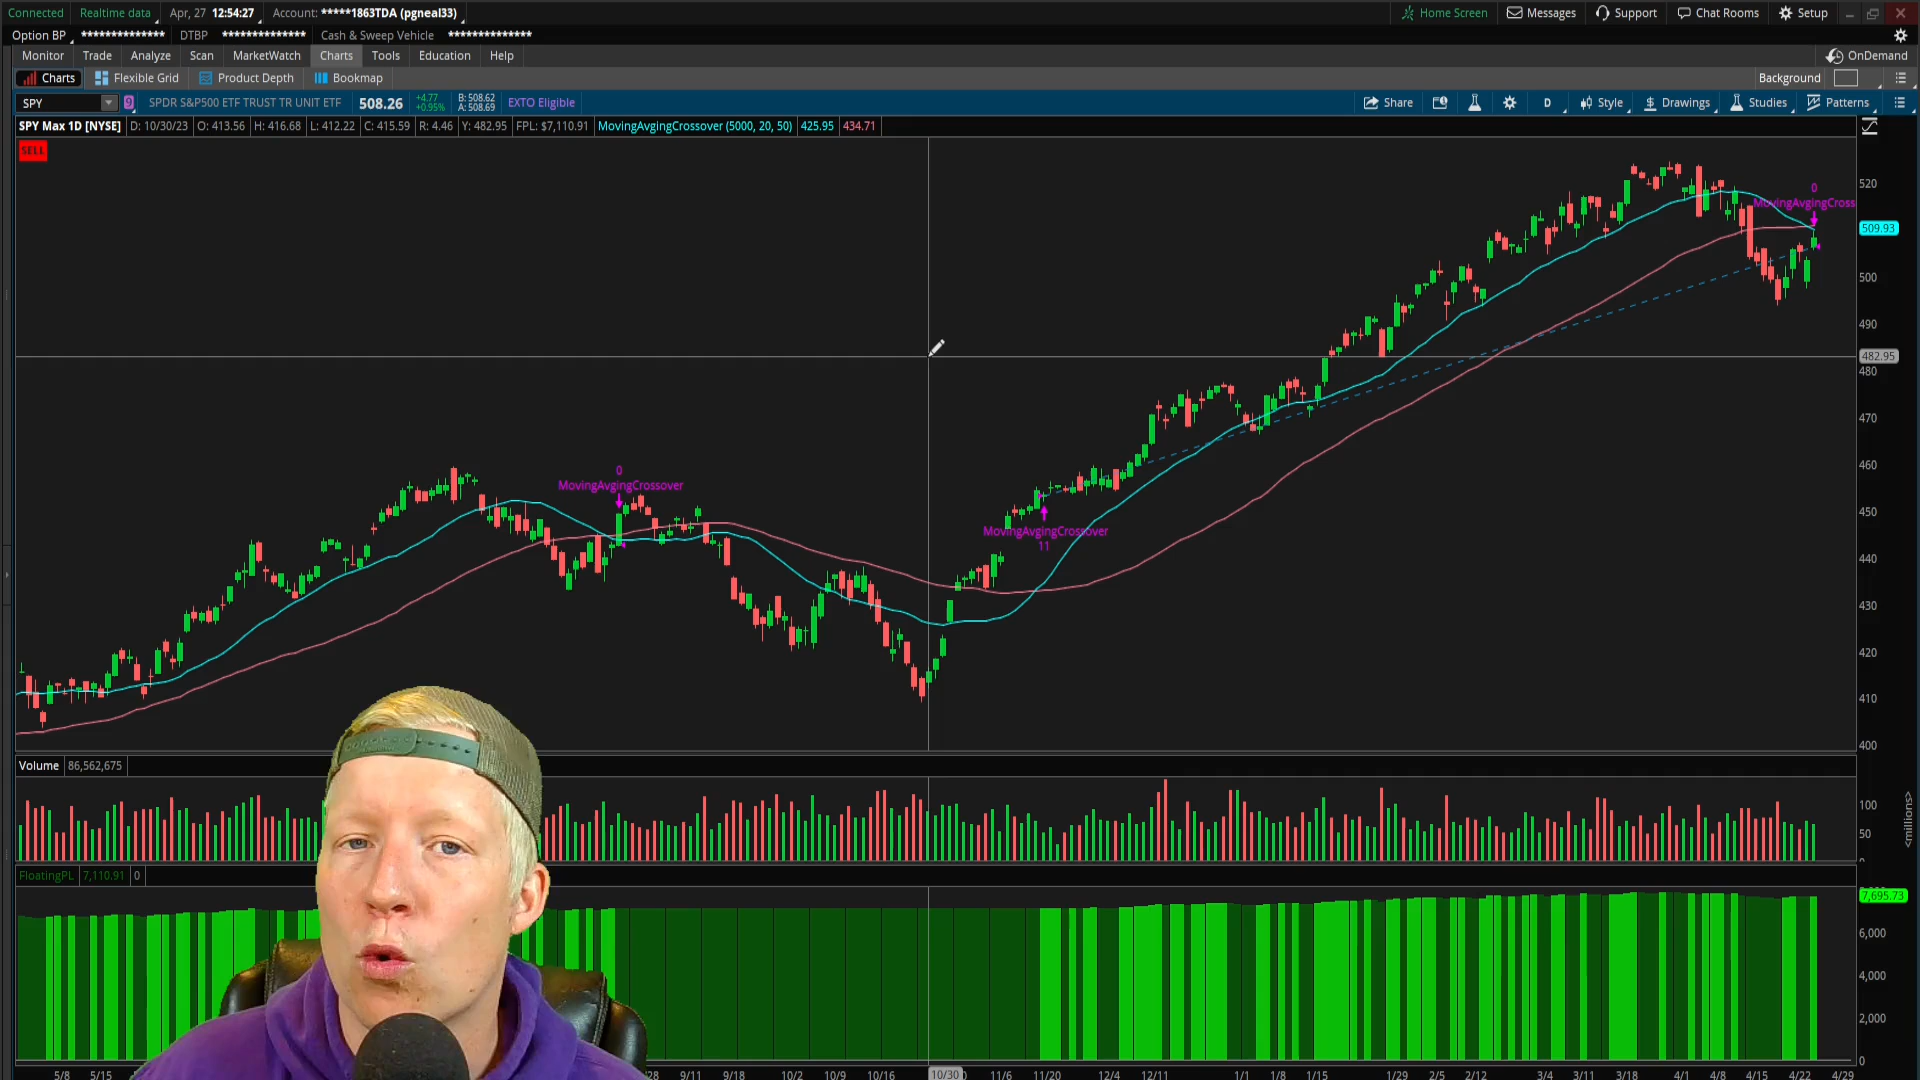 Connected Realtime data Apr, 27 12:54:27 Account: *****1863TDA (pgneal33) Home Screen Messages Support Chat Rooms Setup
Option BP ************** DTBP ************** Cash & Sweep Vehicle **************
Monitor Trade Analyze Scan MarketWatch Charts Tools Education Help OnDemand
Charts Flexible Grid Product Depth Bookmap Background
SPY 9 SPDR S&P500 ETF TRUST TR UNIT ETF 508.26 +4.77 +0.95% B: 508.62 A: 508.69 EXTO Eligible Share D Style $ Drawings Studies Patterns
SPY Max 1D [NYSE] D: 10/30/23 O: 413.56 H: 416.68 L: 412.22 C: 415.59 R: 4.46 Y: 482.95 FPL: $7,110.91 MovingAvgingCrossover (5000, 20, 50) 425.95 434.71
SELL
520
0
MovingAvgingCross
509.93
500
490
482.95
480
470
460
0
MovingAvgingCrossover
450
MovingAvgingCrossover
11
440
430
420
410
400
Volume 86,562,675
100
50
<millions>
FloatingPL 7,110.91 0
7,695.73
6,000
4,000
2,000
0
5/8 5/15 28 9/11 9/18 10/2 10/9 10/16 10/30 11/6 11/20 12/4 12/11 1/1 1/8 1/15 1/29 2/5 2/12 3/4 3/11 3/18 4/1 4/8 4/15 4/22 4/29